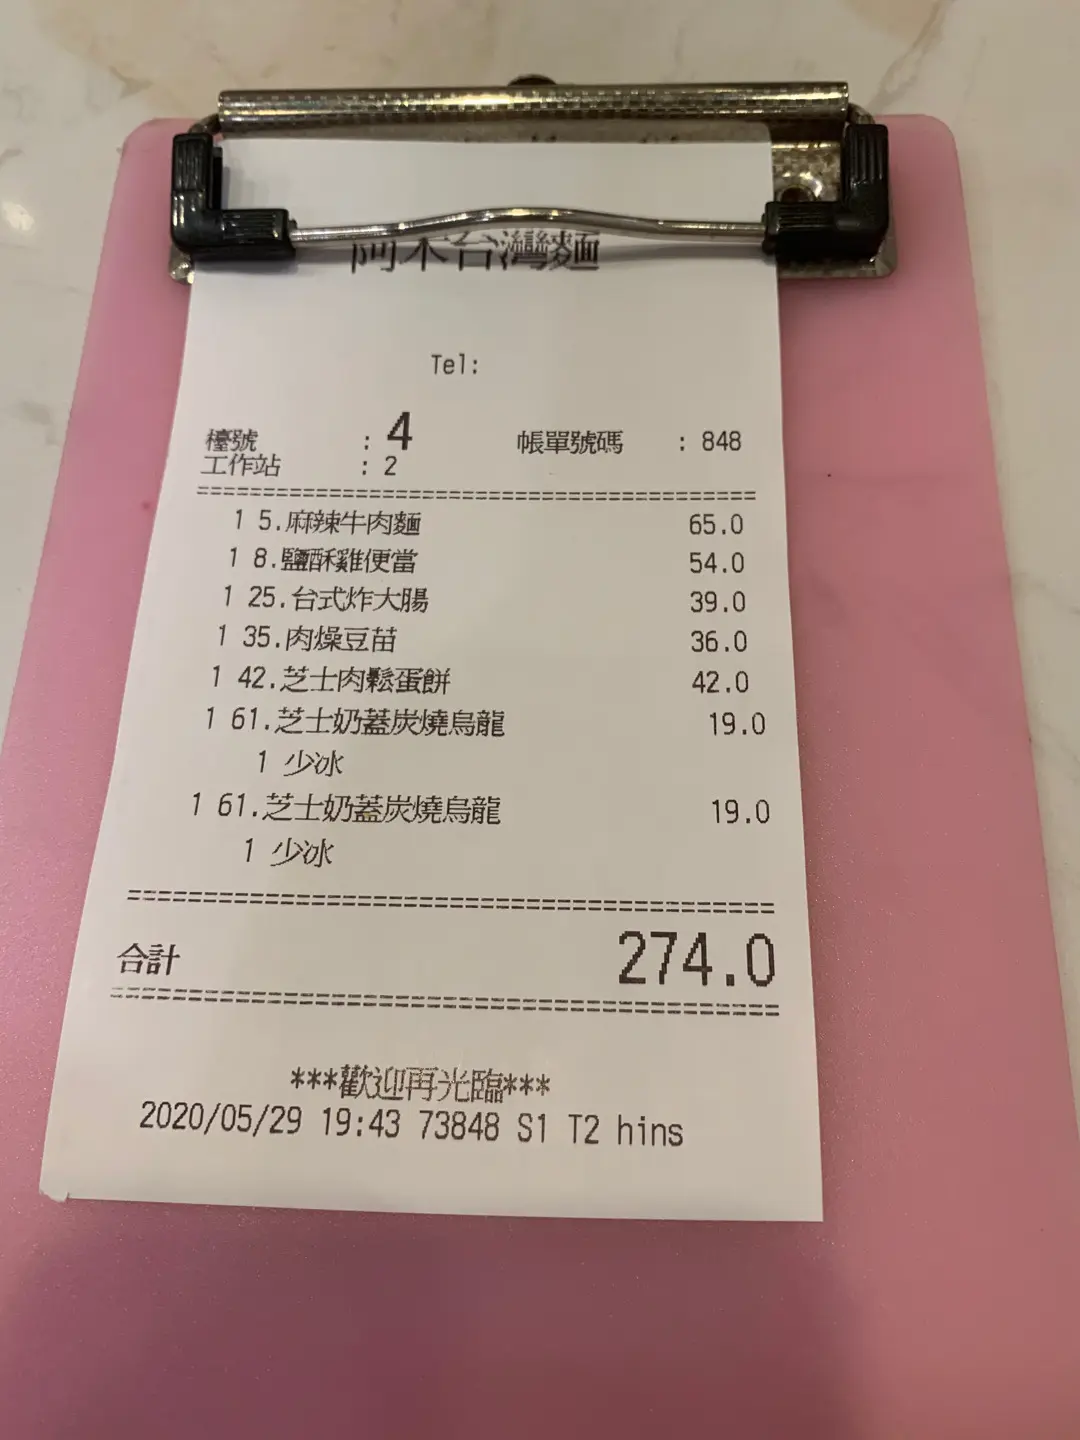 阿木台灣麵
Tel:
檯號 : 4 帳單號碼 : 848
工作站 : 2
1 5.麻辣牛肉麵 65.0
1 8.鹽酥雞便當 54.0
1 25.台式炸大腸 39.0
1 35.肉燥豆苗 36.0
1 42.芝士肉鬆蛋餅 42.0
1 61.芝士奶蓋炭燒烏龍 19.0
1 少冰
1 61.芝士奶蓋炭燒烏龍 19.0
1 少冰
合計 274.0
***歡迎再光臨***
2020/05/29 19:43 73848 S1 T2 hins